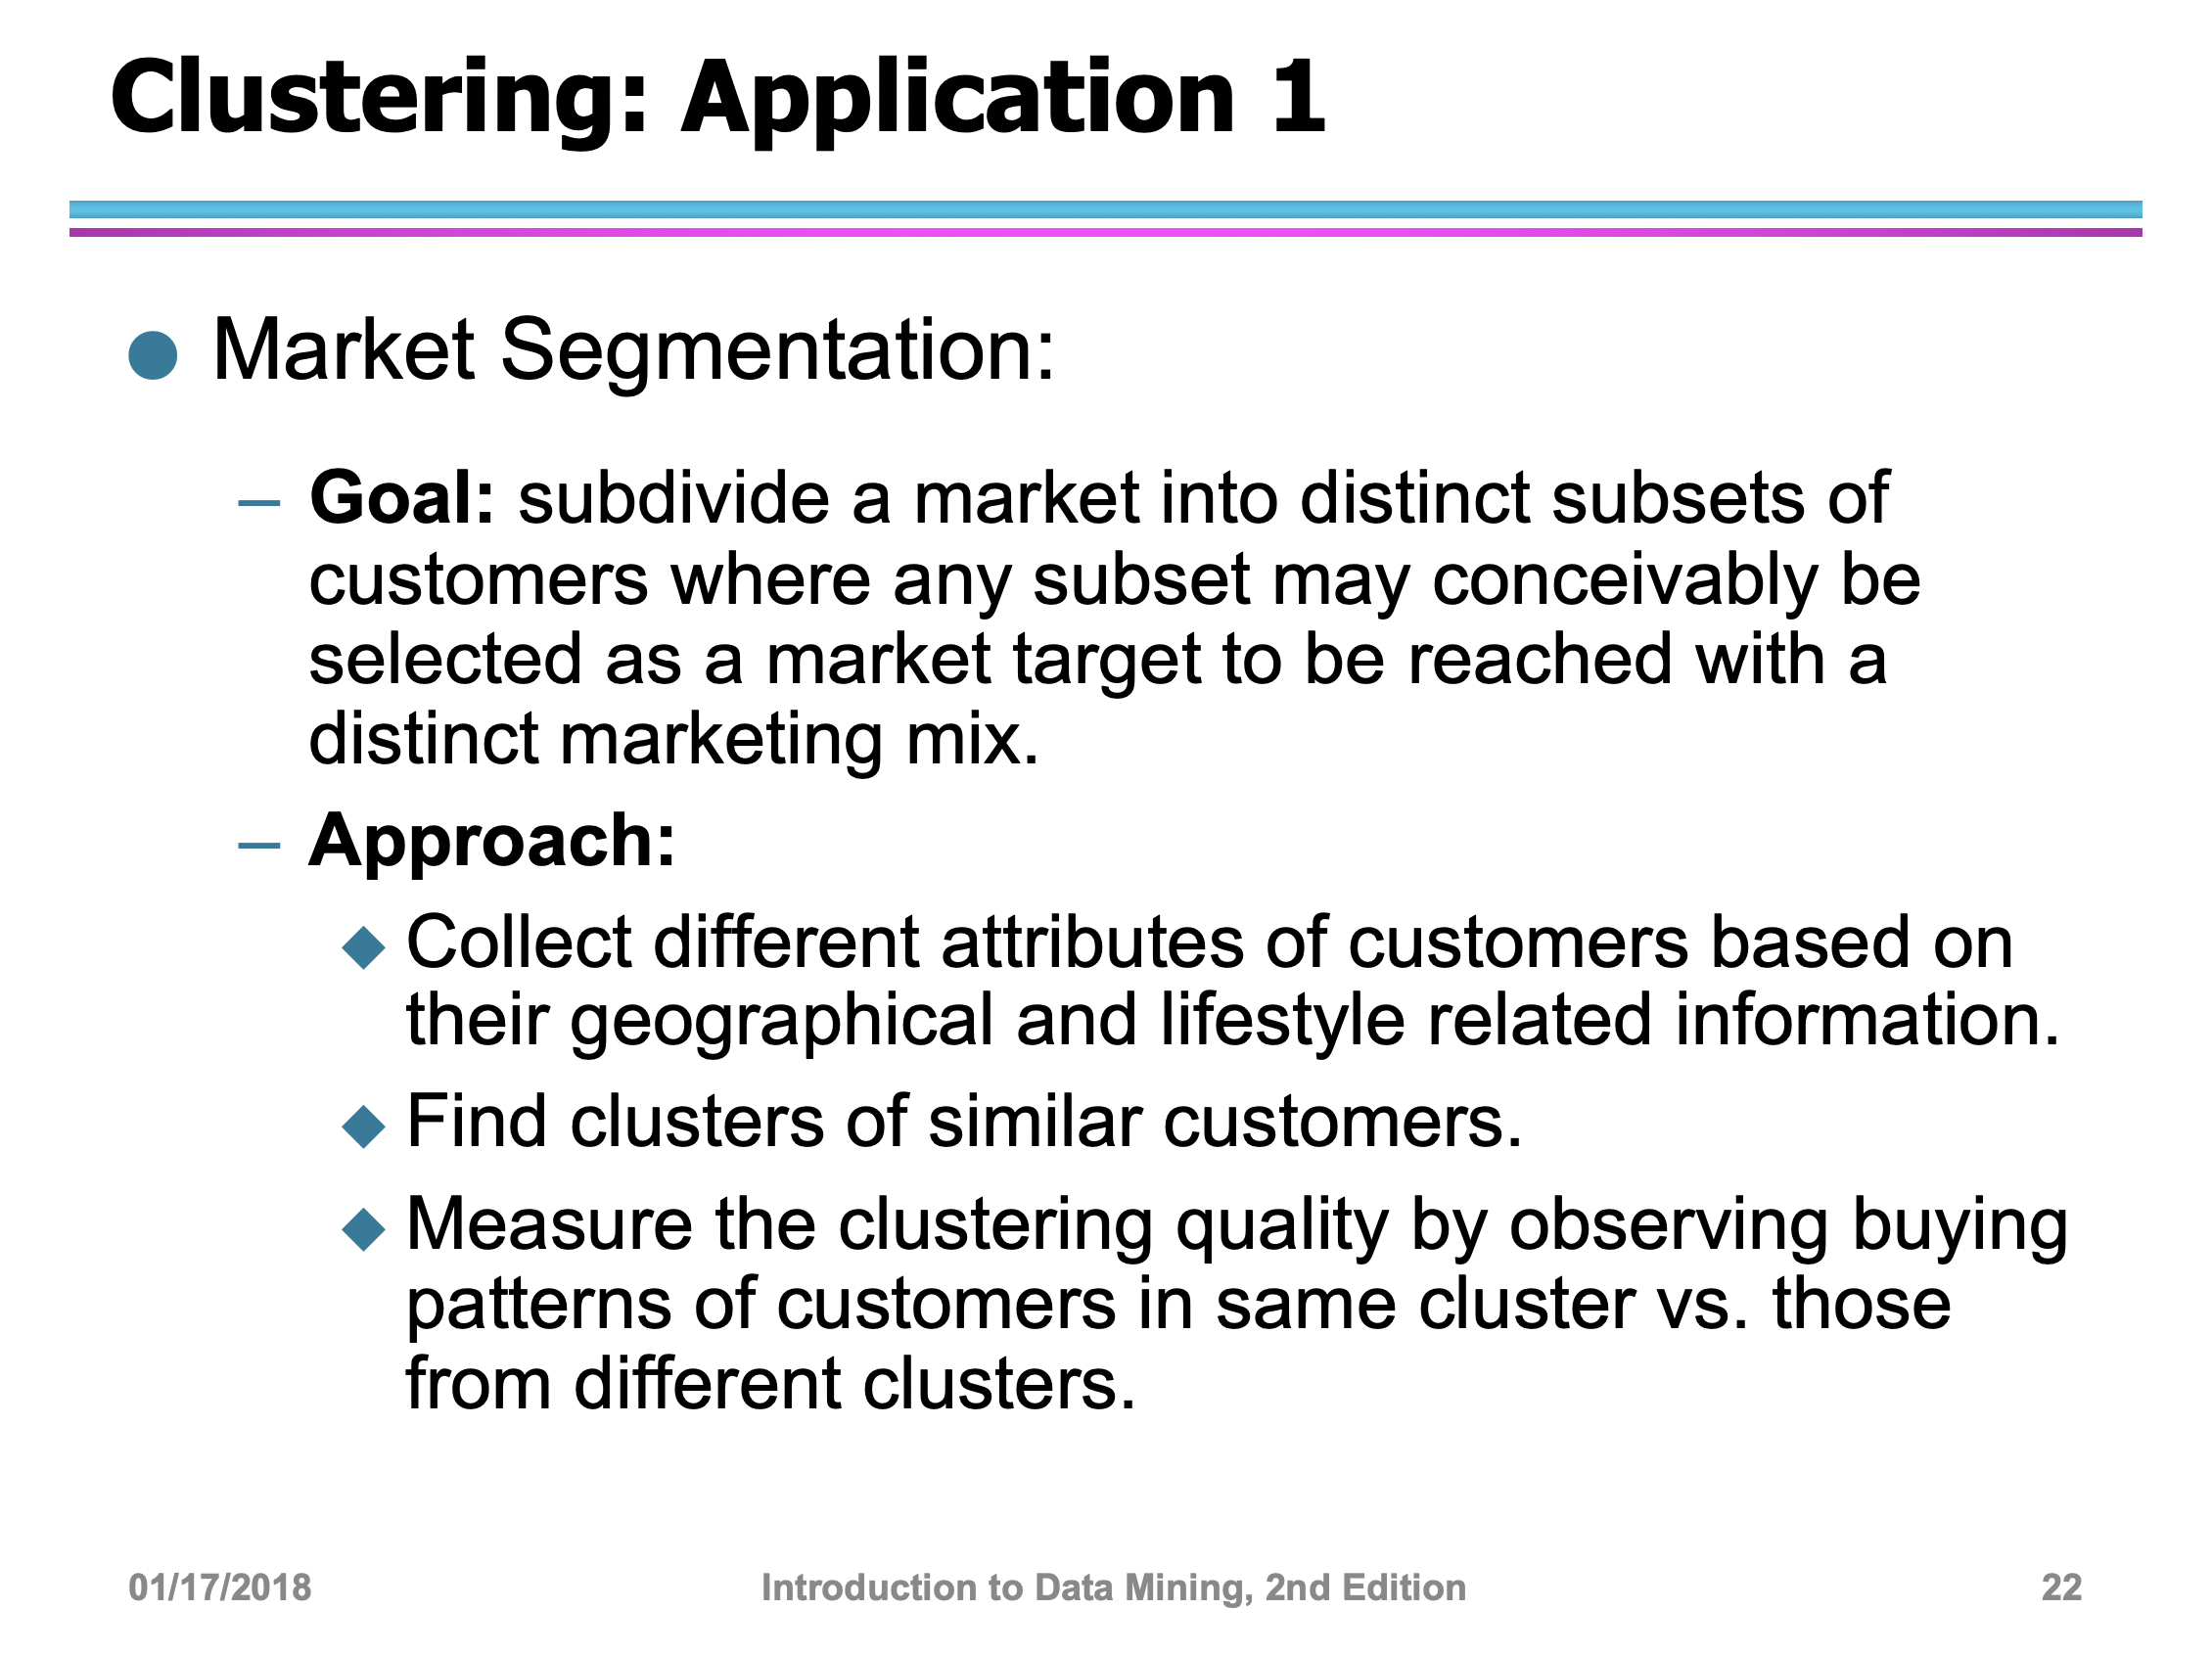 Clustering: Application 1
Market Segmentation:
– Goal: subdivide a market into distinct subsets of
customers where any subset may conceivably be
selected as a market target to be reached with a
distinct marketing mix.
– Approach:
Collect different attributes of customers based on
their geographical and lifestyle related information.
Find clusters of similar customers.
Measure the clustering quality by observing buying
patterns of customers in same cluster vs. those
from different clusters.
01/17/2018
Introduction to Data Mining, 2nd Edition
22